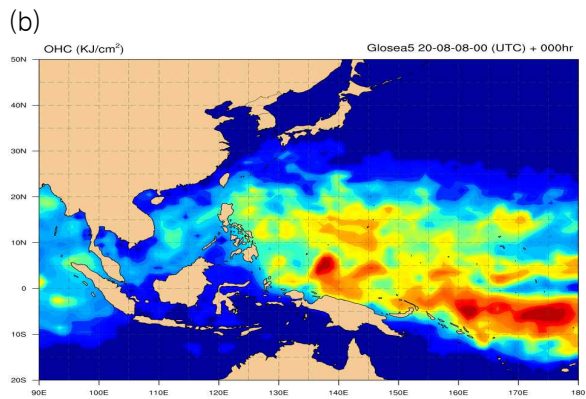 (b)
OHC (KJ/cm²) Glosea5 20-08-08-00 (UTC) + 000hr
50N
40N
30N
20N
10N
0
10S
20S
90E 100E 110E 120E 130E 140E 150E 160E 170E 180